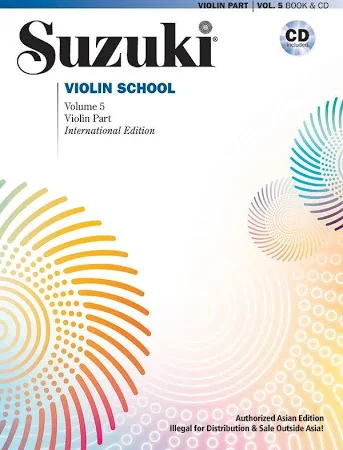 VIOLIN PART | VOL. 5 BOOK & CD
Suzuki®
CD
included
VIOLIN SCHOOL
Volume 5
Violin Part
International Edition
Authorized Asian Edition
Illegal for Distribution & Sale Outside Asia!